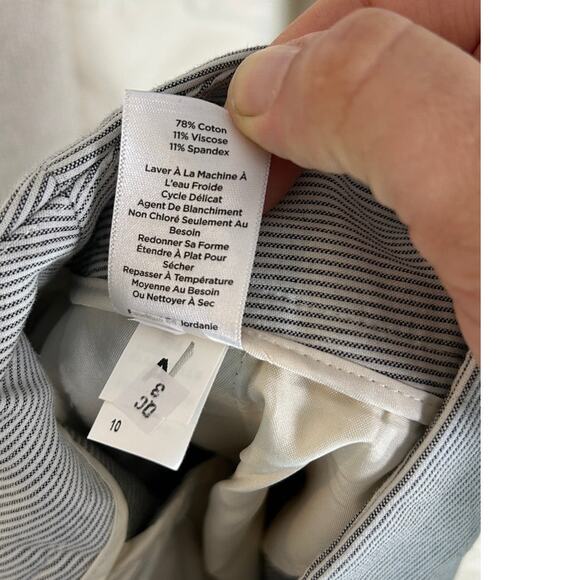 78% Coton
11% Viscose
11% Spandex
Laver À La Machine À
L'eau Froide
Cycle Délicat
Agent De Blanchiment
Non Chloré Seulement Au
Besoin
Redonner Sa Forme
Étendre À Plat Pour
Sécher
Repasser À Température
Moyenne Au Besoin
Ou Nettoyer À Sec
10